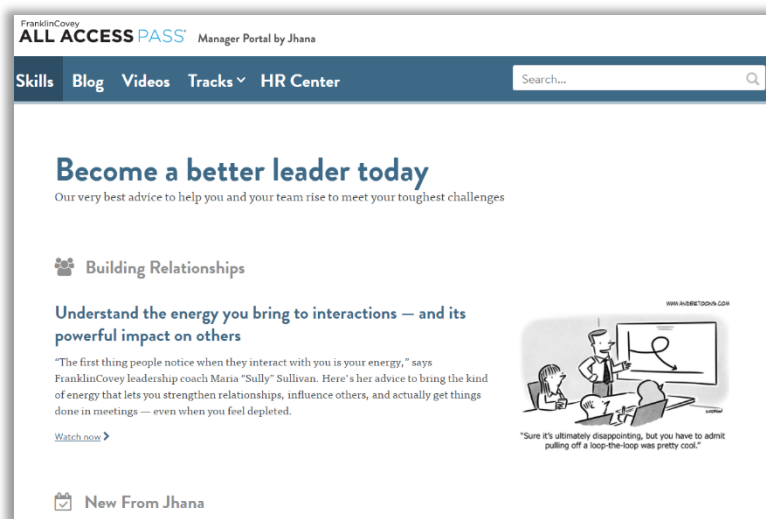 FranklinCovey
ALL ACCESS PASS® Manager Portal by Jhana
Skills Blog Videos Tracks HR Center Search...
Become a better leader today
Our very best advice to help you and your team rise to meet your toughest challenges
Building Relationships
Understand the energy you bring to interactions — and its
powerful impact on others
"The first thing people notice when they interact with you is your energy," says
FranklinCovey leadership coach Maria "Sully" Sullivan. Here's her advice to bring the kind
of energy that lets you strengthen relationships, influence others, and actually get things
done in meetings — even when you feel depleted.
Watch now
WWW.ANDERTOONS.COM
"Sure it's ultimately disappointing, but you have to admit
pulling off a loop-the-loop was pretty cool."
New From Jhana